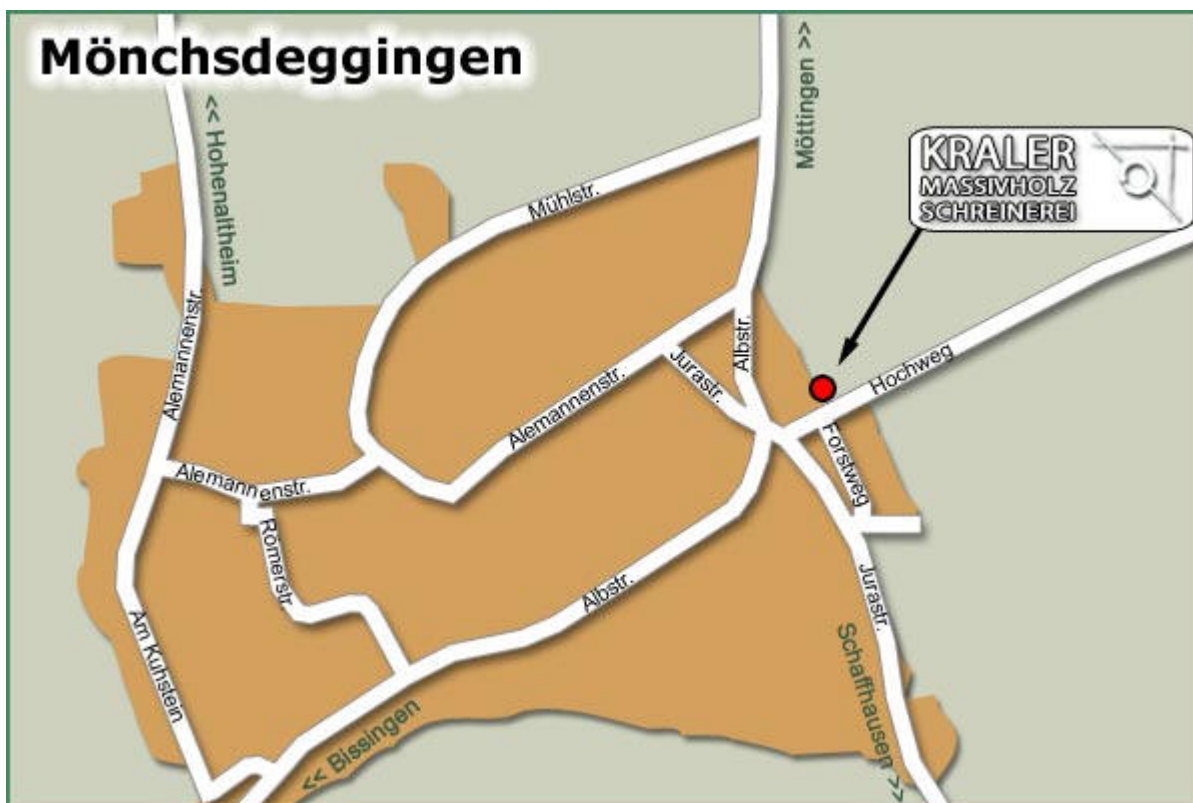 Mönchsdeggingen
<< Hohenaltheim
Möttingen >>
KRALER
MASSIVHOLZ
SCHREINEREI
Mühlstr.
Alemannenstr.
Jurastr.
Albstr.
Hochweg
Alemannenstr.
Alemannenstr.
Forstweg
Römerstr.
Albstr.
Jurastr.
Am Kuhstein
Schaffhausen >>
<< Bissingen